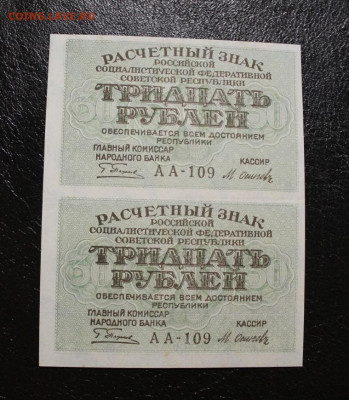 РАСЧЕТНЫЙ ЗНАК
РОССИЙСКОЙ
СОЦИАЛИСТИЧЕСКОЙ ФЕДЕРАТИВНОЙ
СОВЕТСКОЙ РЕСПУБЛИКИ
ТРИДЦАТЬ
РУБЛЕЙ
ОБЕСПЕЧИВАЕТСЯ ВСЕМ ДОСТОЯНИЕМ
РЕСПУБЛИКИ
ГЛАВНЫЙ КОМИССАР
НАРОДНОГО БАНКА
КАССИР
АА-109
РАСЧЕТНЫЙ ЗНАК
РОССИЙСКОЙ
СОЦИАЛИСТИЧЕСКОЙ ФЕДЕРАТИВНОЙ
СОВЕТСКОЙ РЕСПУБЛИКИ
ТРИДЦАТЬ
РУБЛЕЙ
ОБЕСПЕЧИВАЕТСЯ ВСЕМ ДОСТОЯНИЕМ
РЕСПУБЛИКИ
ГЛАВНЫЙ КОМИССАР
НАРОДНОГО БАНКА
КАССИР
АА-109